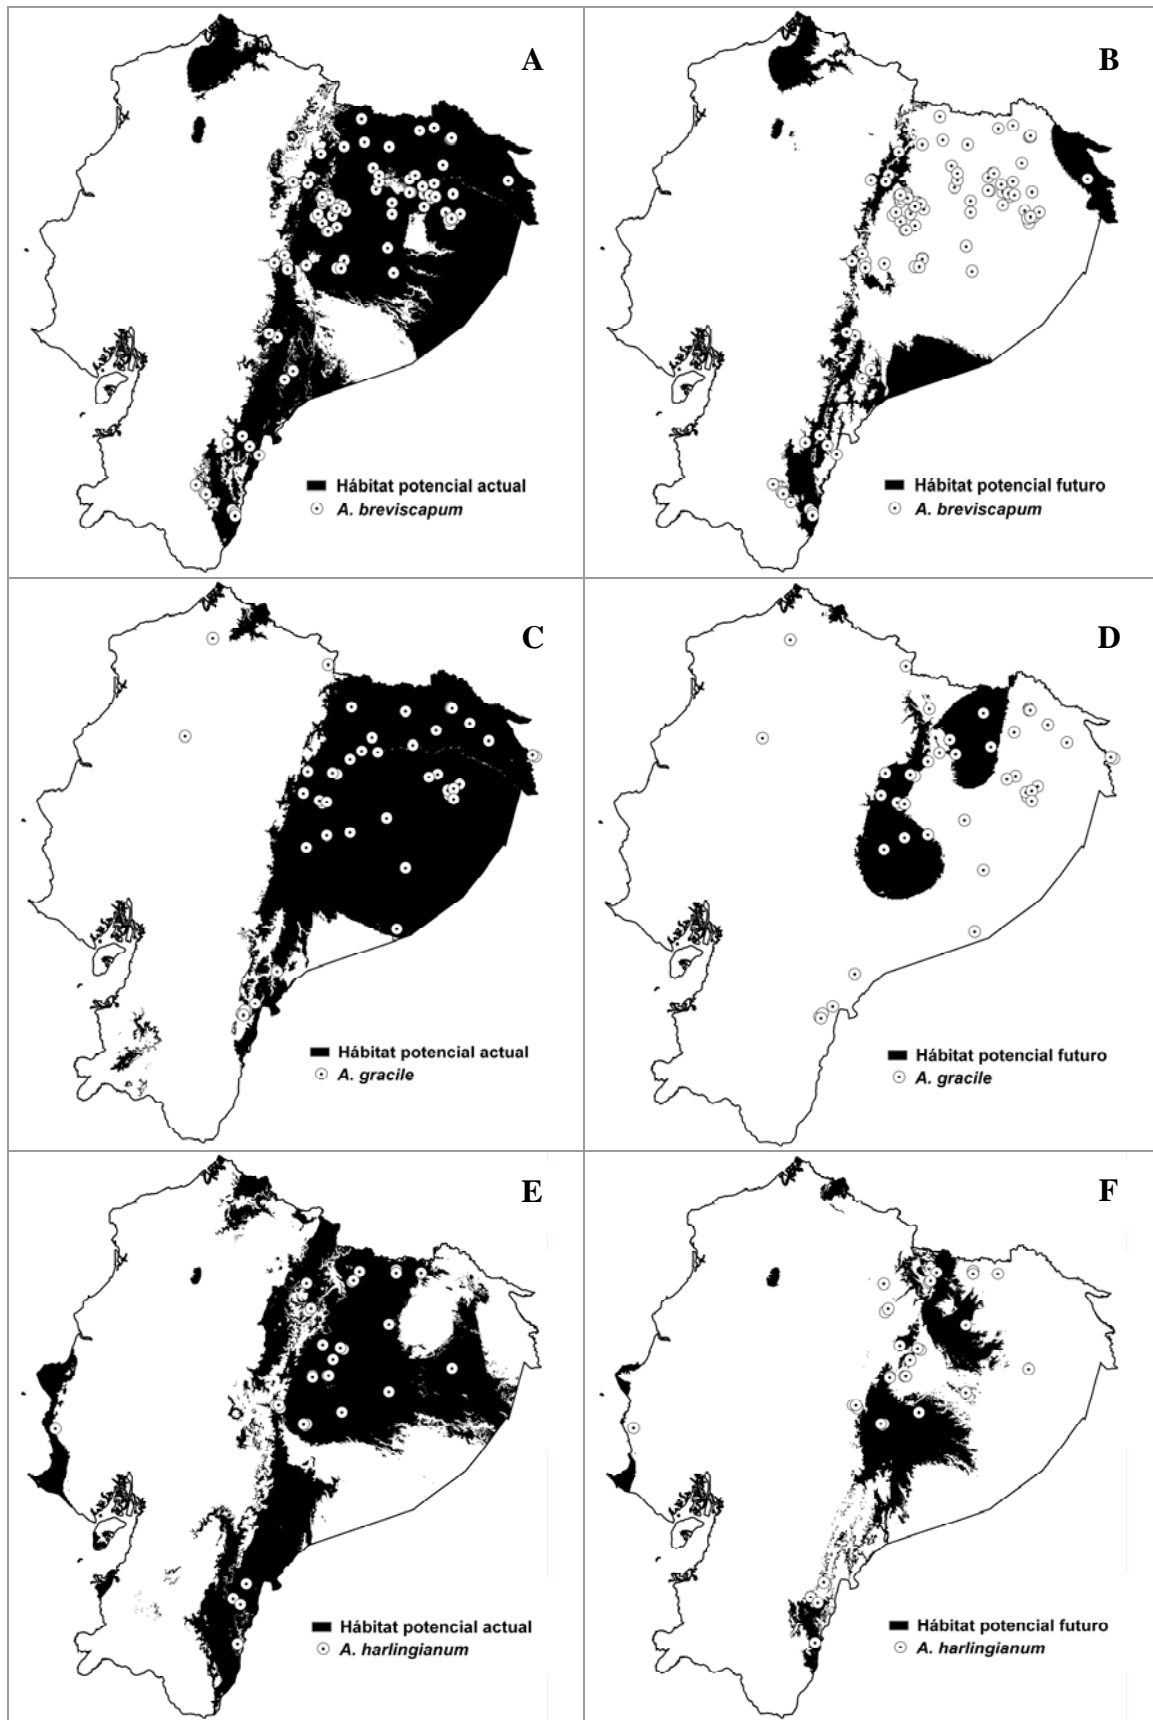 A
Hábitat potencial actual
A. breviscapum
B
Hábitat potencial futuro
A. breviscapum
C
Hábitat potencial actual
A. gracile
D
Hábitat potencial futuro
A. gracile
E
Hábitat potencial actual
A. harlingianum
F
Hábitat potencial futuro
A. harlingianum